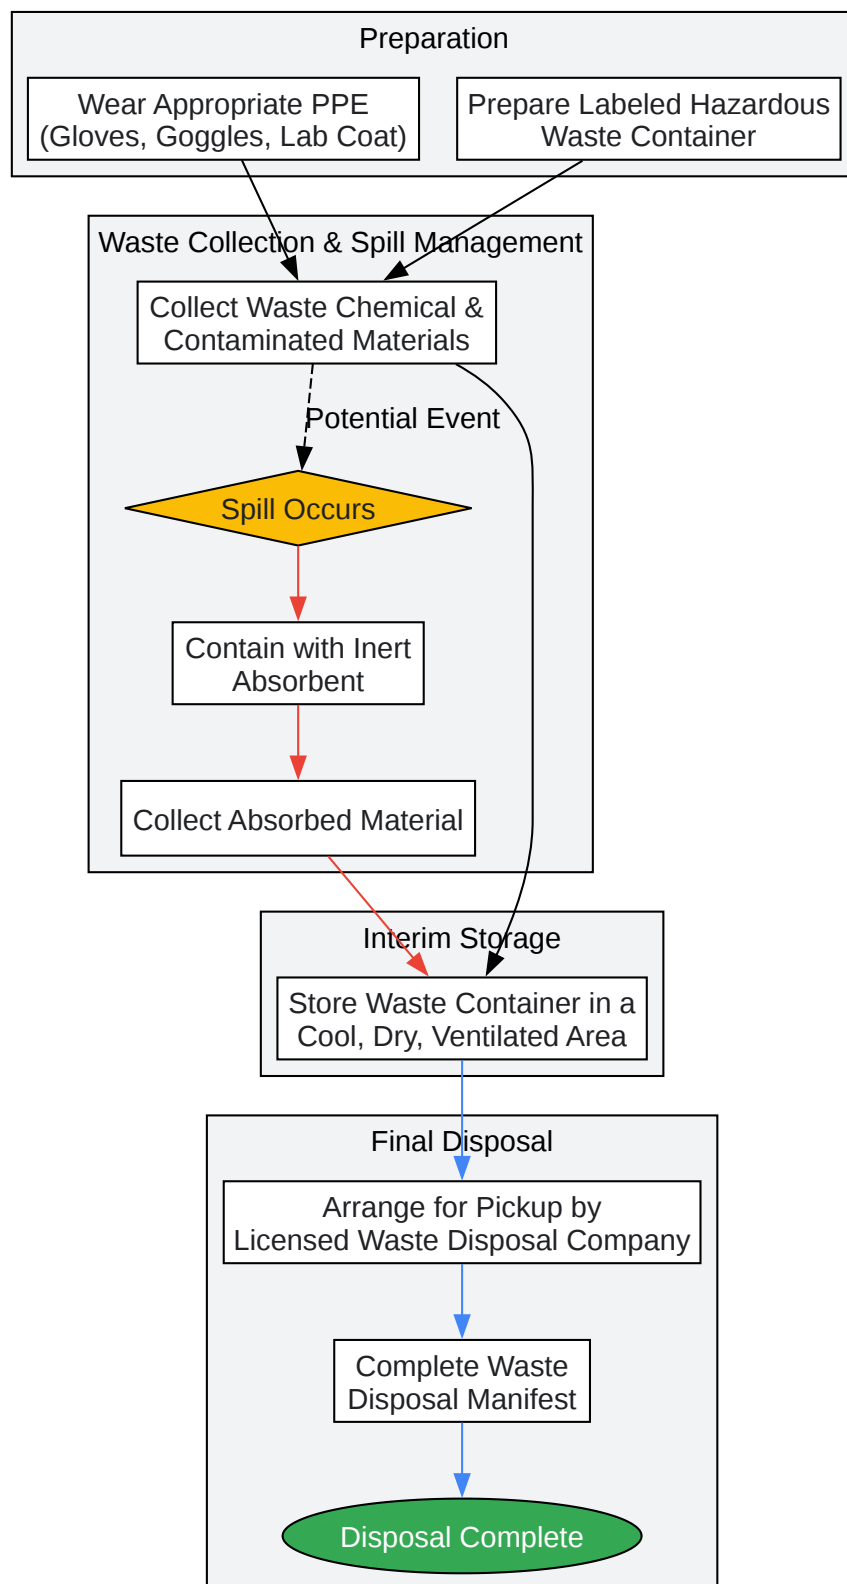 Preparation
Wear Appropriate PPE
(Gloves, Goggles, Lab Coat)
Prepare Labeled Hazardous
Waste Container
Waste Collection & Spill Management
Collect Waste Chemical &
Contaminated Materials
Potential Event
Spill Occurs
Contain with Inert
Absorbent
Collect Absorbed Material
Interim Storage
Store Waste Container in a
Cool, Dry, Ventilated Area
Final Disposal
Arrange for Pickup by
Licensed Waste Disposal Company
Complete Waste
Disposal Manifest
Disposal Complete